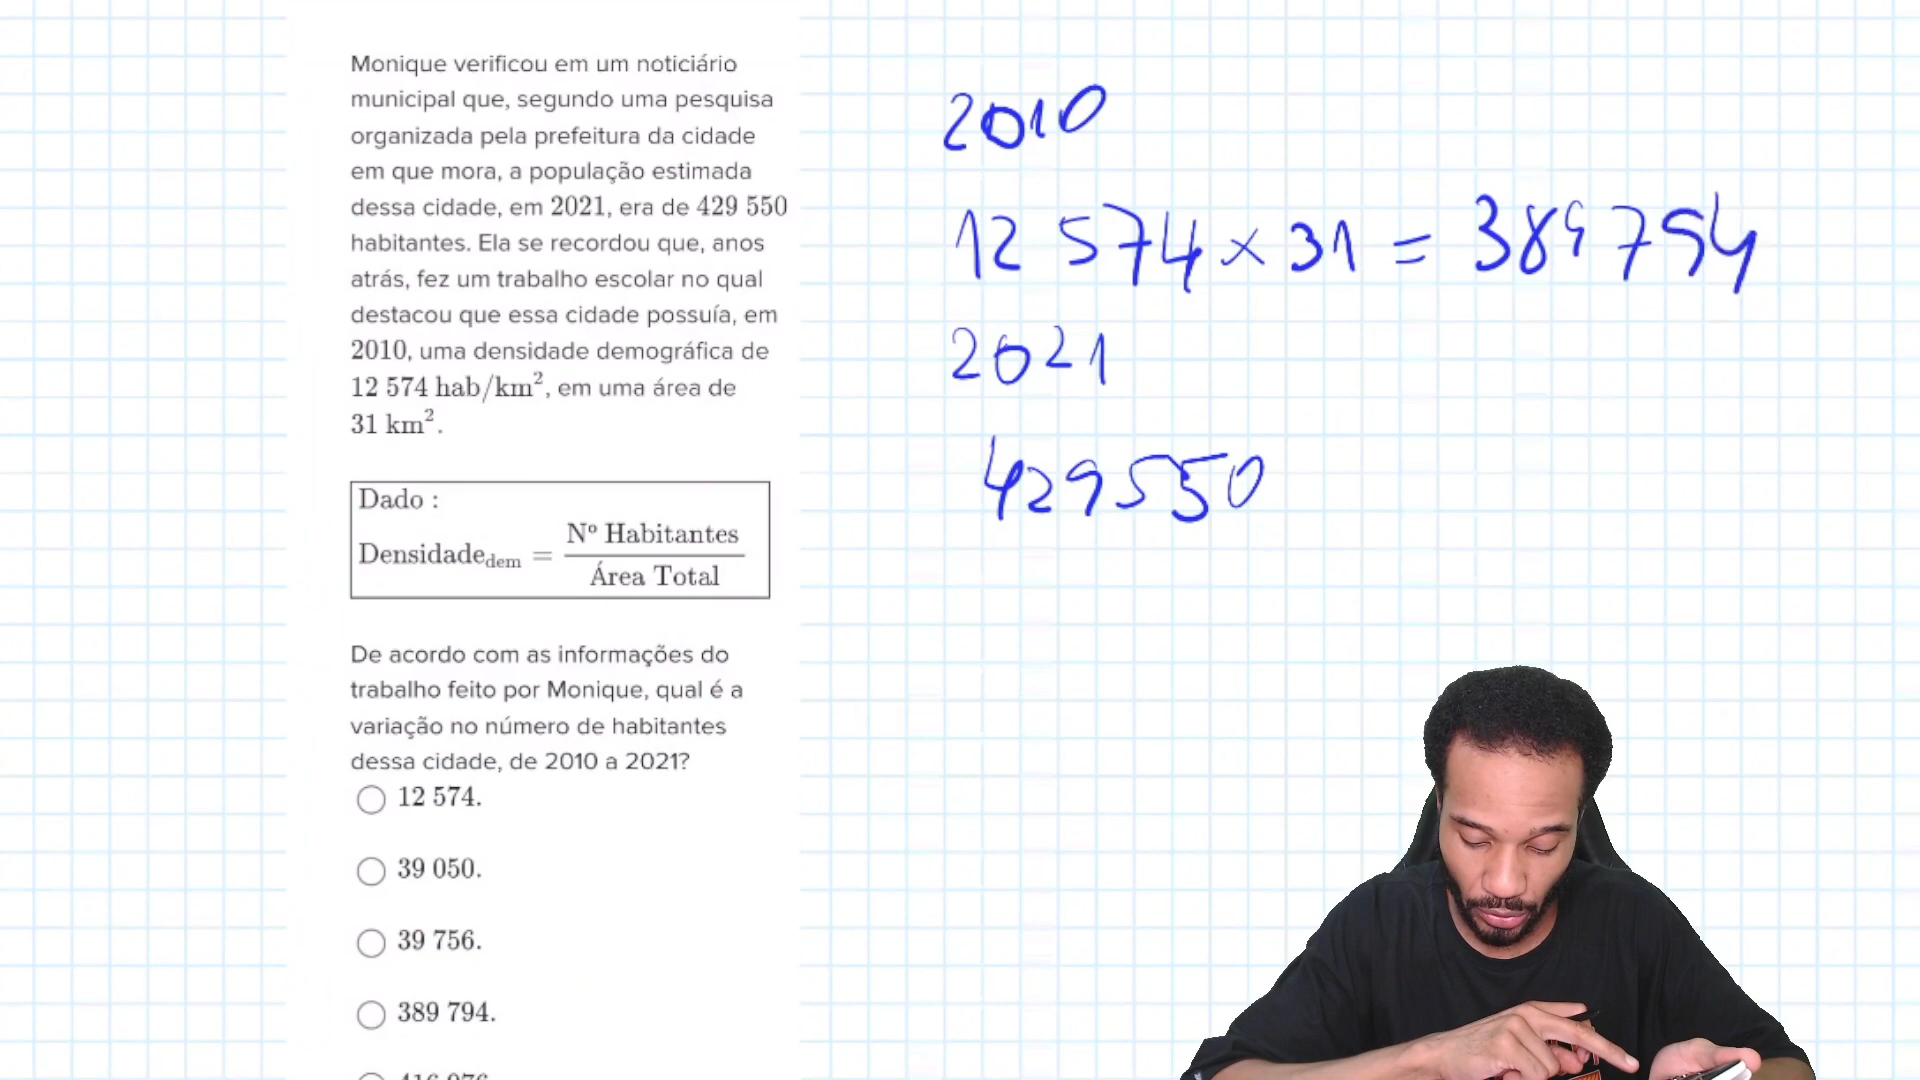 Monique verificou em um noticiário
municipal que, segundo uma pesquisa
organizada pela prefeitura da cidade
em que mora, a população estimada
dessa cidade, em 2021, era de 429 550
habitantes. Ela se recordou que, anos
atrás, fez um trabalho escolar no qual
destacou que essa cidade possuía, em
2010, uma densidade demográfica de
12 574 hab/km², em uma área de
31 km².
Dado :
Densidade_dem = Nº Habitantes / Área Total
De acordo com as informações do
trabalho feito por Monique, qual é a
variação no número de habitantes
dessa cidade, de 2010 a 2021?
12 574.
39 050.
39 756.
389 794.
2010
12 574 × 31 = 389 794
2021
429550